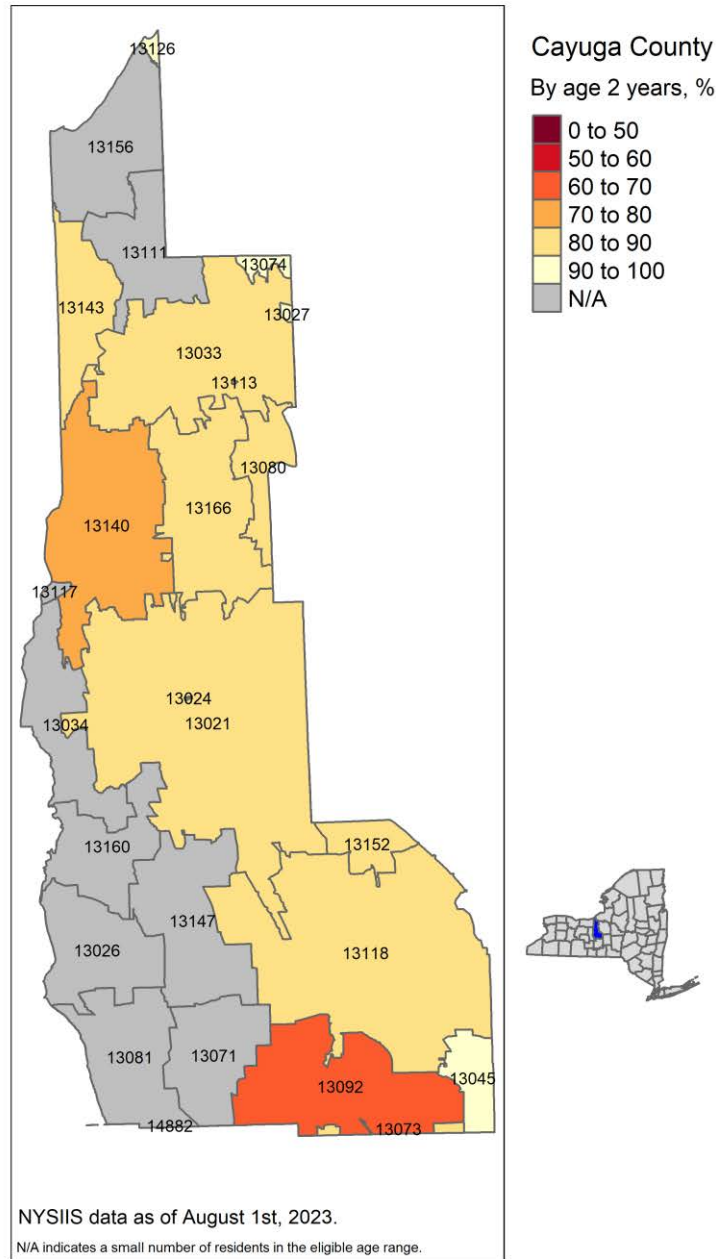 Cayuga County
By age 2 years, %
0 to 50
50 to 60
60 to 70
70 to 80
80 to 90
90 to 100
N/A
13126
13156
13111
13074
13143
13027
13033
13113
13080
13166
13140
13117
13024
13034
13021
13160
13152
13147
13026
13118
13081
13071
13092
13045
14882
13073
NYSIIS data as of August 1st, 2023.
N/A indicates a small number of residents in the eligible age range.